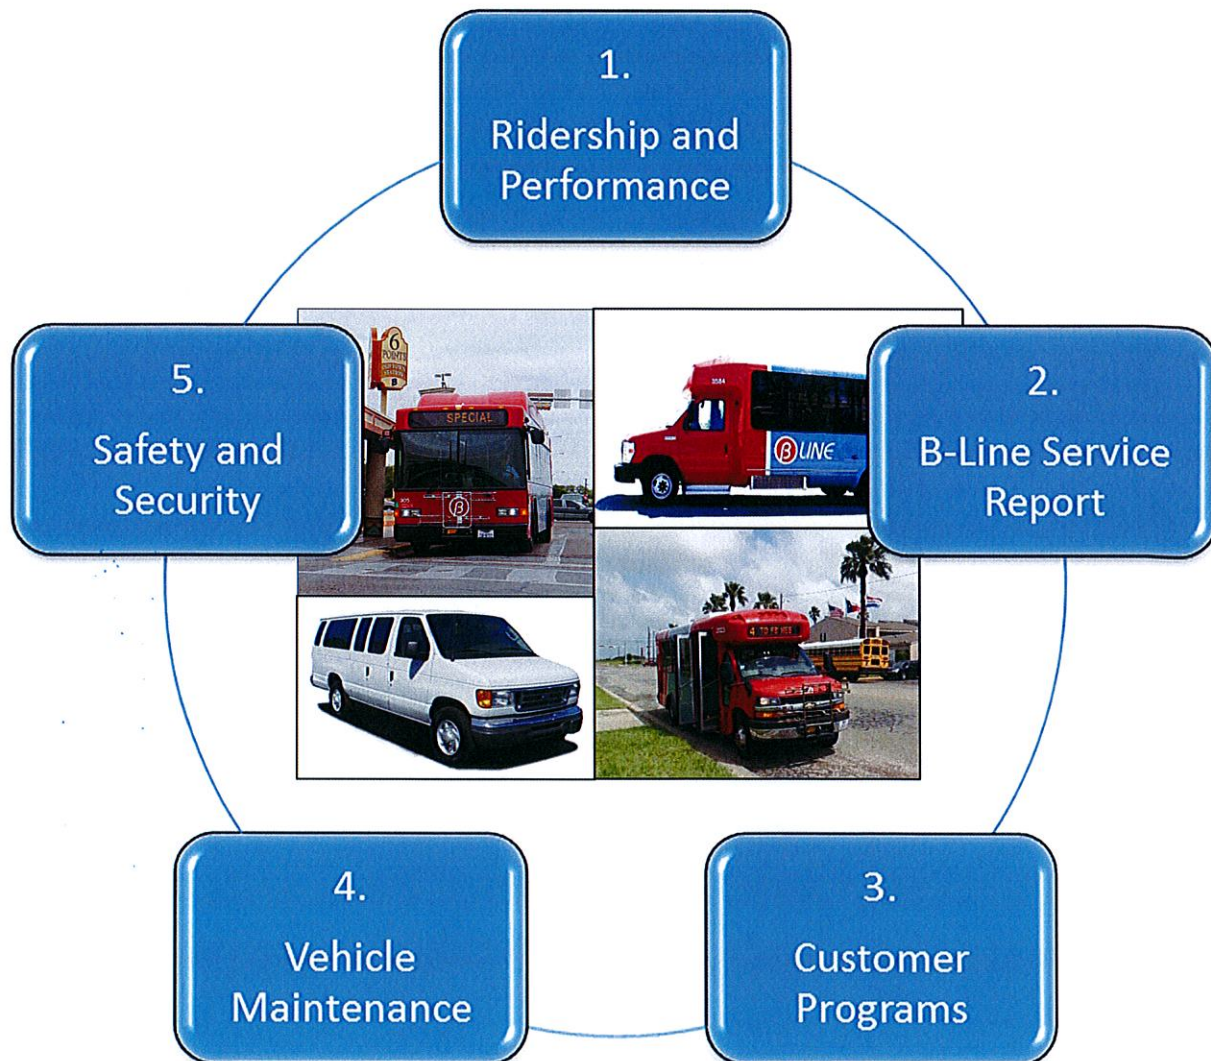 1.
Ridership and
Performance
5.
Safety and
Security
2.
B-Line Service
Report
6
POINTS
SPECIAL
B LINE
4.
Vehicle
Maintenance
3.
Customer
Programs